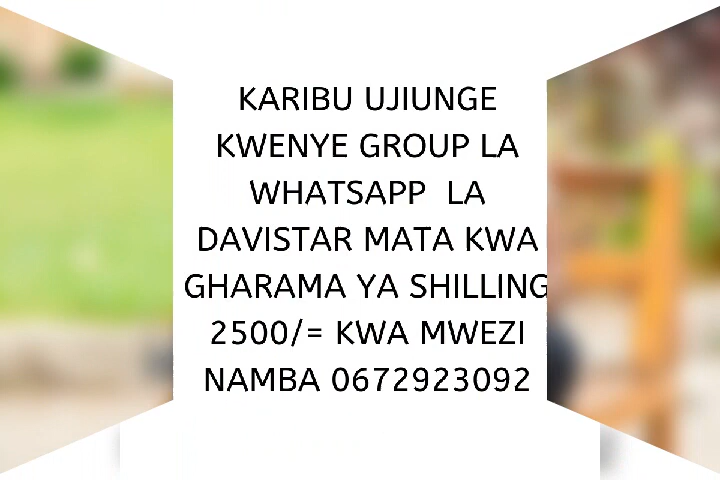 KARIBU UJIUNGE
KWENYE GROUP LA
WHATSAPP LA
DAVISTAR MATA KWA
GHARAMA YA SHILLING
2500/= KWA MWEZI
NAMBA 0672923092